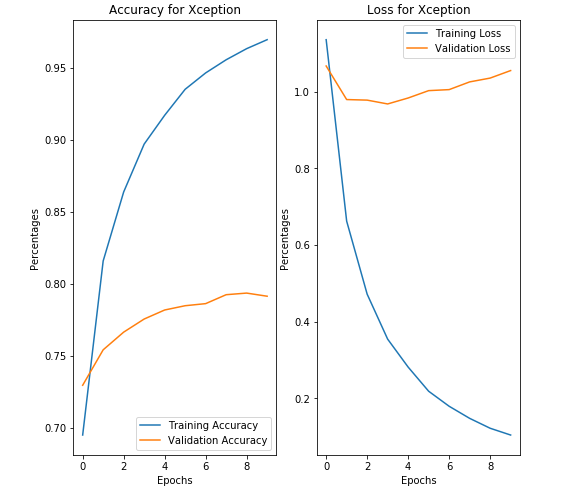 Accuracy for Xception
Percentages
0.95
0.90
0.85
0.80
0.75
0.70
0 2 4 6 8
Epochs
Training Accuracy
Validation Accuracy
Loss for Xception
Percentages
1.0
0.8
0.6
0.4
0.2
0 2 4 6 8
Epochs
Training Loss
Validation Loss